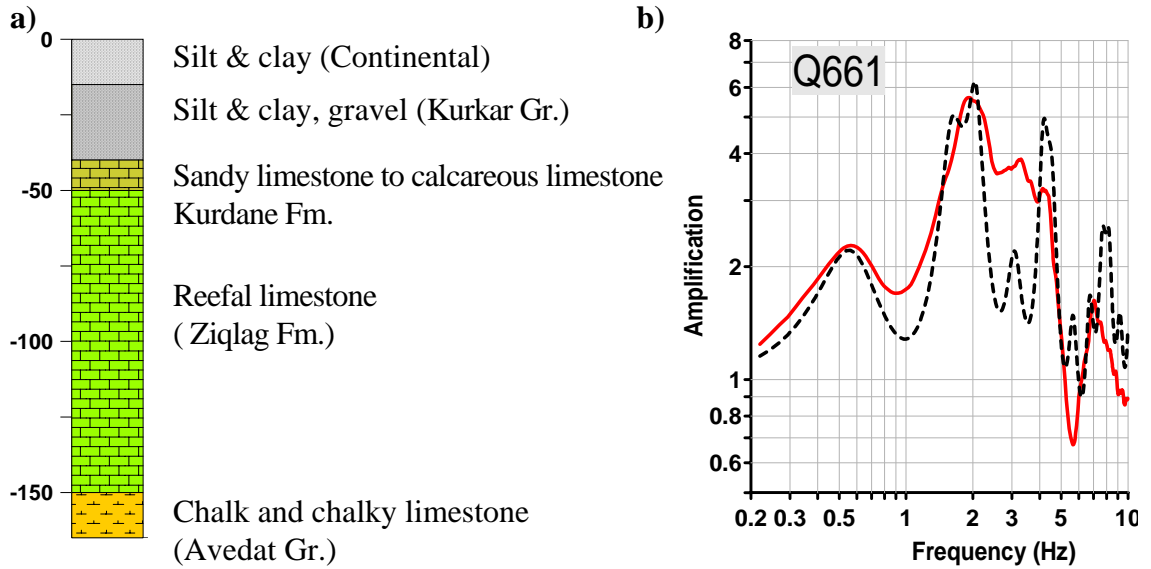 a)
0
Silt & clay (Continental)
Silt & clay, gravel (Kurkar Gr.)
-50
Sandy limestone to calcareous limestone
Kurdane Fm.
Reefal limestone
( Ziqlag Fm.)
-100
-150
Chalk and chalky limestone
(Avedat Gr.)
b)
Q661
Amplification
8
6
4
2
1
0.8
0.6
0.2 0.3 0.5 1 2 3 5 10
Frequency (Hz)